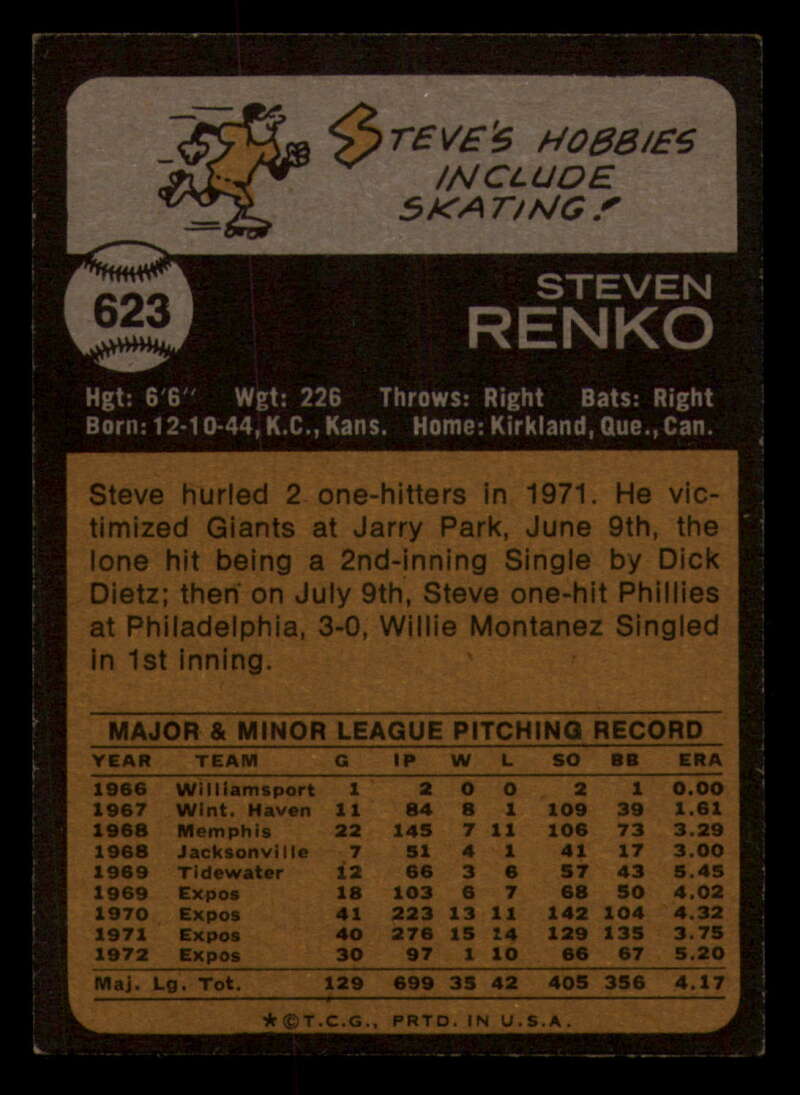 STEVE'S HOBBIES
INCLUDE
SKATING!
623
STEVEN
RENKO
Hgt: 6'6" Wgt: 226 Throws: Right Bats: Right
Born: 12-10-44, K.C., Kans. Home: Kirkland, Que., Can.
Steve hurled 2 one-hitters in 1971. He vic-
timized Giants at Jarry Park, June 9th, the
lone hit being a 2nd-inning Single by Dick
Dietz; then on July 9th, Steve one-hit Phillies
at Philadelphia, 3-0, Willie Montanez Singled
in 1st inning.
MAJOR & MINOR LEAGUE PITCHING RECORD
YEAR TEAM G IP W L SO BB ERA
1966 Williamsport 1 2 0 0 2 1 0.00
1967 Wint. Haven 11 84 8 1 109 39 1.61
1968 Memphis 22 145 7 11 106 73 3.29
1968 Jacksonville 7 51 4 1 41 17 3.00
1969 Tidewater 12 66 3 6 57 43 5.45
1969 Expos 18 103 6 7 68 50 4.02
1970 Expos 41 223 13 11 142 104 4.32
1971 Expos 40 276 15 14 129 135 3.75
1972 Expos 30 97 1 10 66 67 5.20
Maj. Lg. Tot. 129 699 35 42 405 356 4.17
*©T.C.G., PRTD. IN U.S.A.